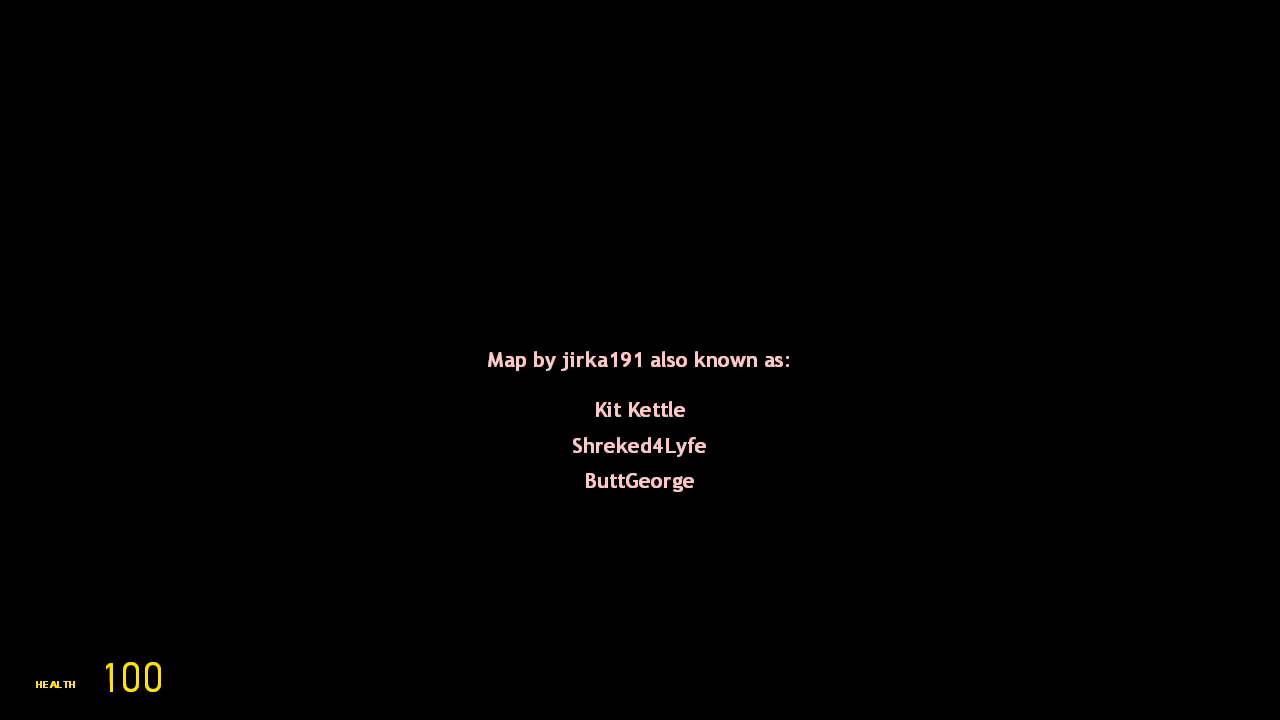 Map by jirka191 also known as:
Kit Kettle
Shreked4Lyfe
ButtGeorge
HEALTH 100